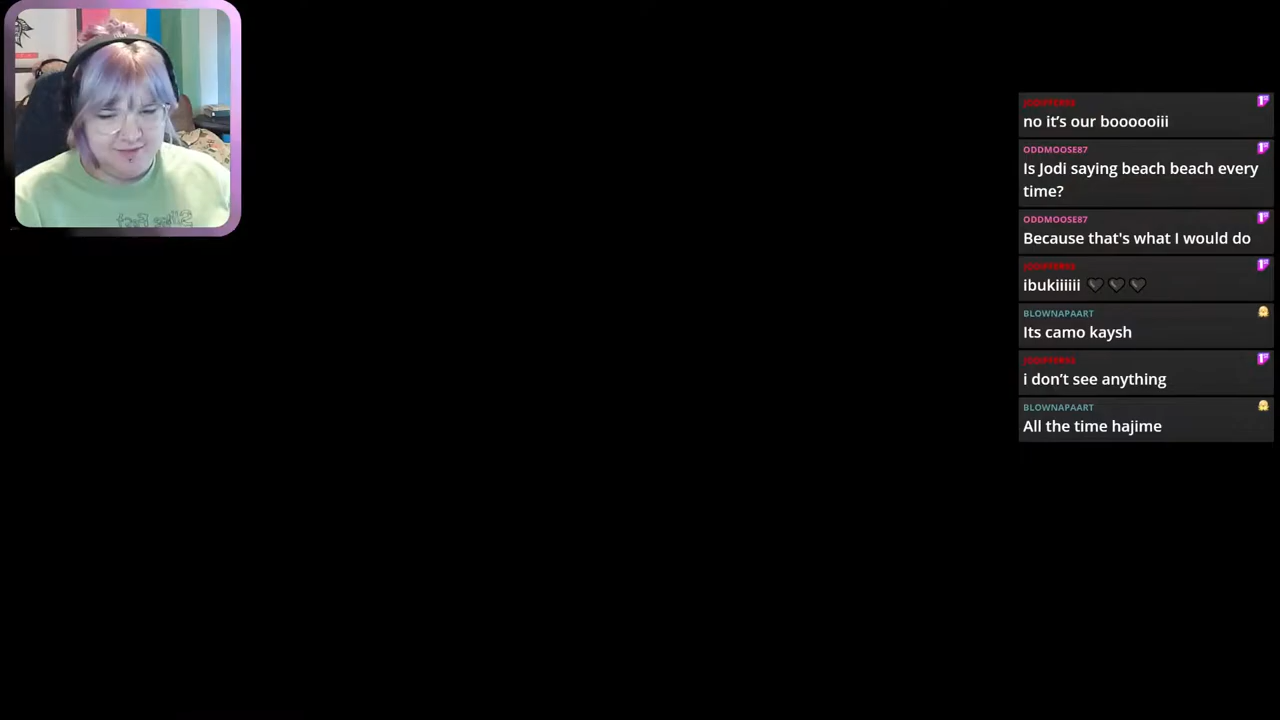 no it's our boooooiii
ODDMOOSE87
Is Jodi saying beach beach every
time?
ODDMOOSE87
Because that's what I would do
ibukiiiiii 🖤🖤🖤
BLOWNAPAART
Its camo kaysh
i don't see anything
BLOWNAPAART
All the time hajime